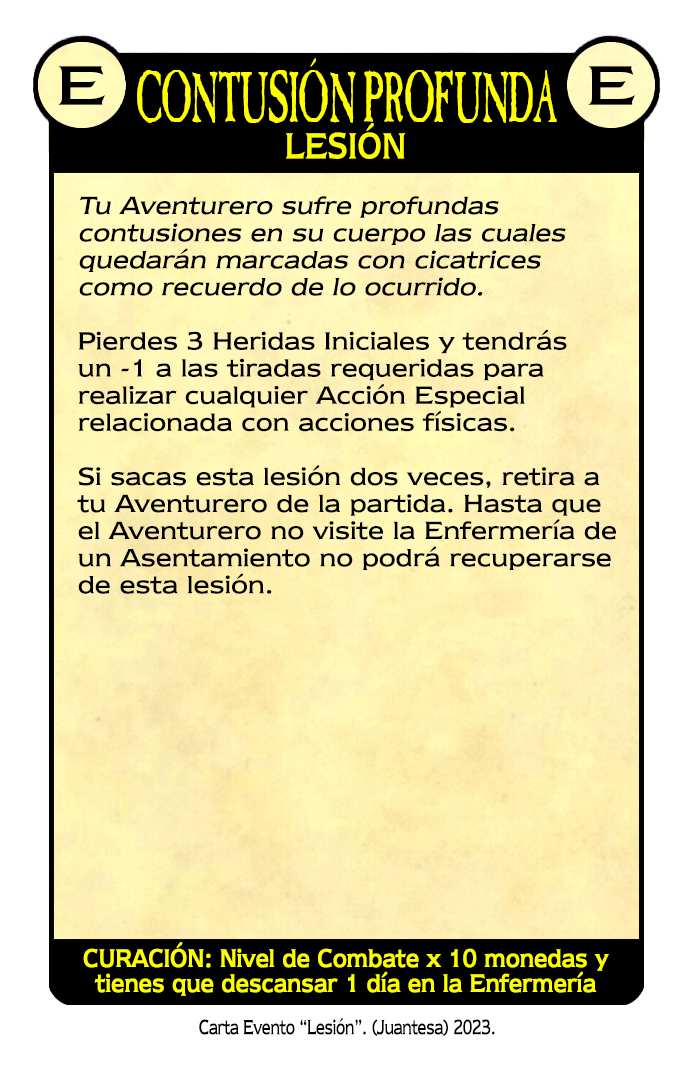 E CONTUSIÓN PROFUNDA E
LESIÓN
Tu Aventurero sufre profundas
contusiones en su cuerpo las cuales
quedarán marcadas con cicatrices
como recuerdo de lo ocurrido.
Pierdes 3 Heridas Iniciales y tendrás
un -1 a las tiradas requeridas para
realizar cualquier Acción Especial
relacionada con acciones físicas.
Si sacas esta lesión dos veces, retira a
tu Aventurero de la partida. Hasta que
el Aventurero no visite la Enfermería de
un Asentamiento no podrá recuperarse
de esta lesión.
CURACIÓN: Nivel de Combate x 10 monedas y
tienes que descansar 1 día en la Enfermería
Carta Evento “Lesión”. (Juantesa) 2023.